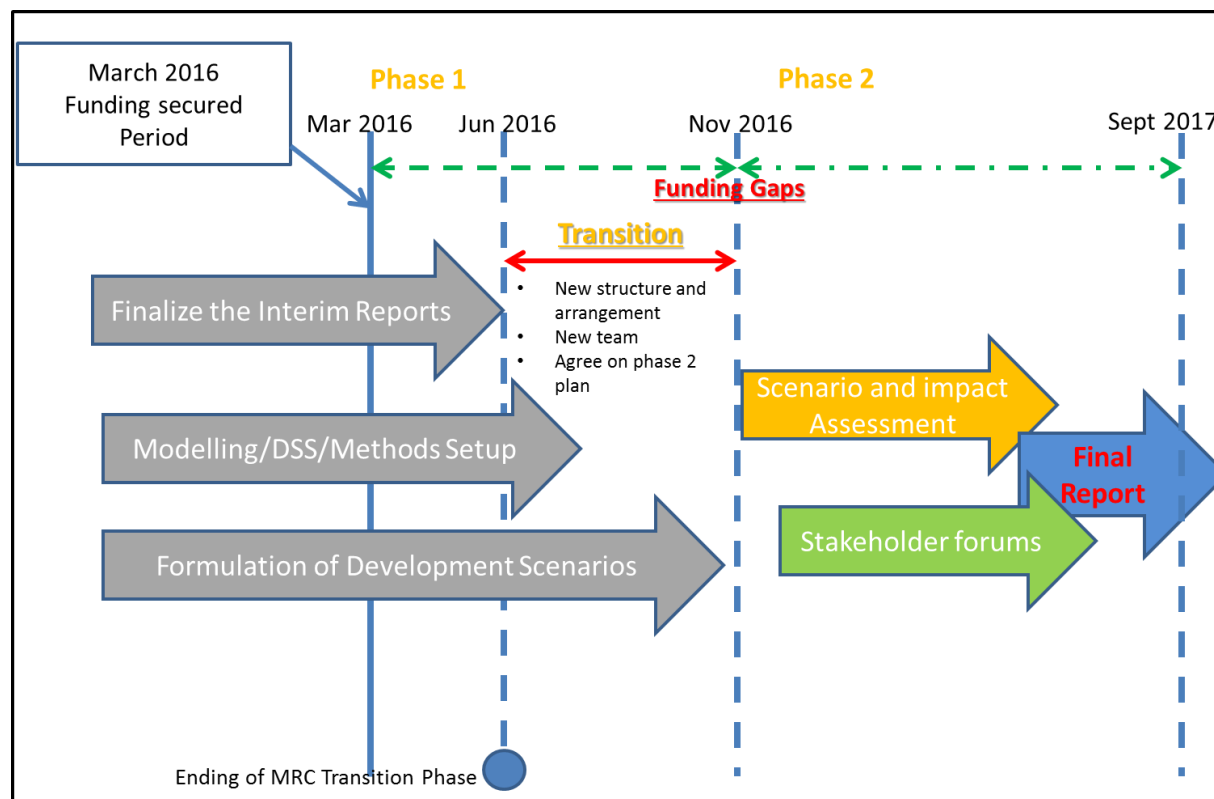 March 2016
Funding secured
Period
Phase 1
Phase 2
Mar 2016
Jun 2016
Nov 2016
Sept 2017
Funding Gaps
Transition
• New structure and
arrangement
• New team
• Agree on phase 2
plan
Finalize the Interim Reports
Scenario and impact
Assessment
Modelling/DSS/Methods Setup
Final
Report
Stakeholder forums
Formulation of Development Scenarios
Ending of MRC Transition Phase